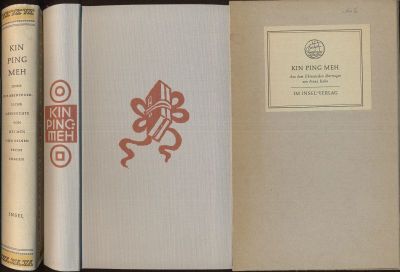 KIN
PING
MEH
ODER
DIE ABENTEUER-
LICHE
GESCHICHTE
VON
HSI MEN
UND SEINEN
SECHS
FRAUEN
INSEL
KIN
PING-
MEH
KIN PING MEH
Aus dem Chinesischen übertragen
von Franz Kuhn
IM INSEL-VERLAG